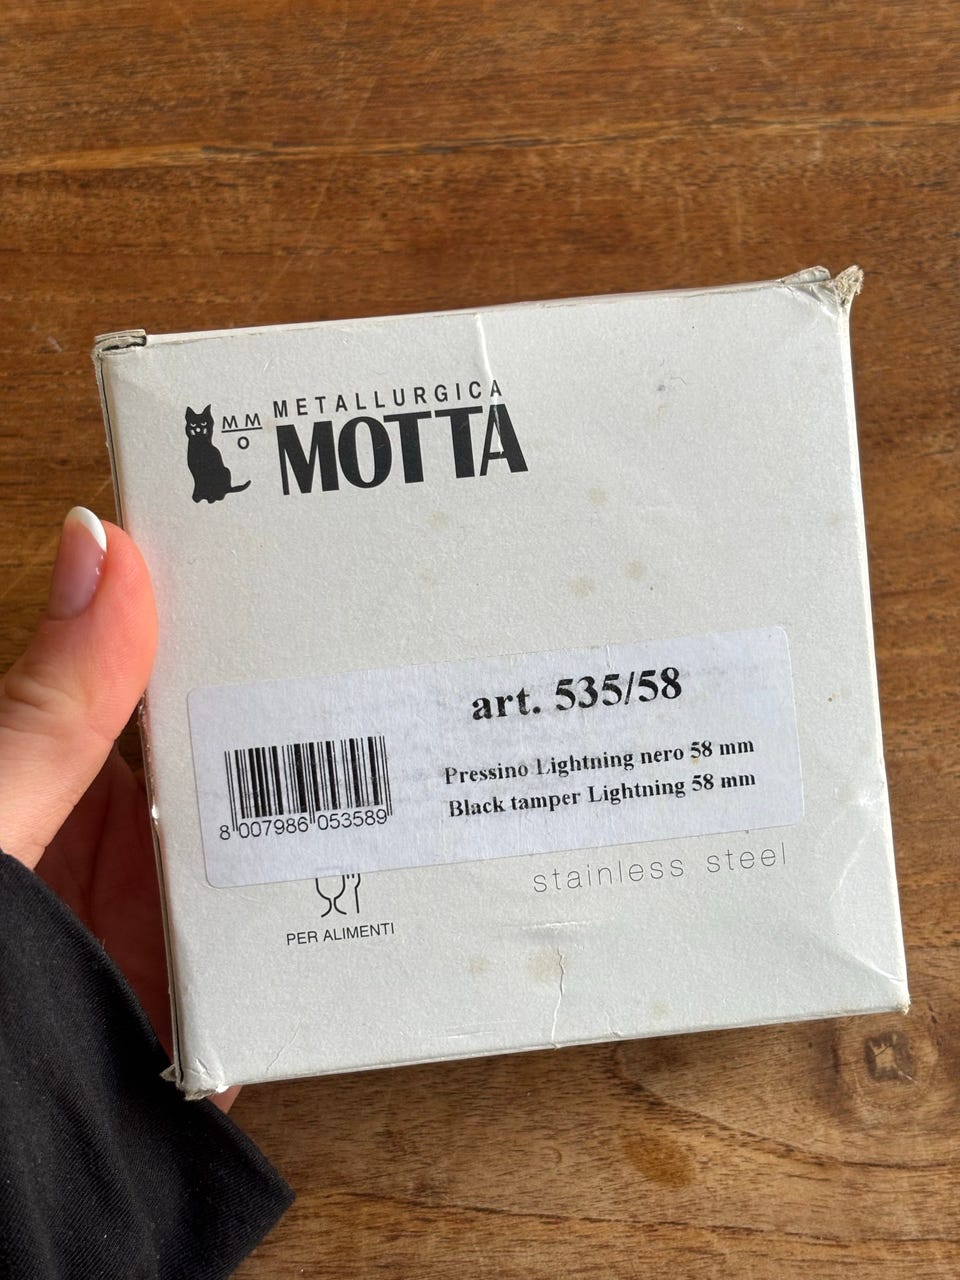 METALLURGICA
MM
O
MOTTA
art. 535/58
Pressino Lightning nero 58 mm
Black tamper Lightning 58 mm
8 007986 053589
stainless steel
PER ALIMENTI